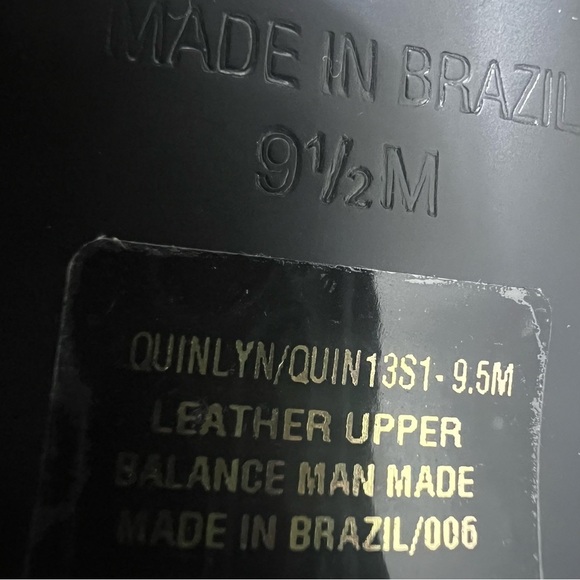 MADE IN BRAZIL
9½M
QUINLYN/QUIN13S1-9.5M
LEATHER UPPER
BALANCE MAN MADE
MADE IN BRAZIL/006